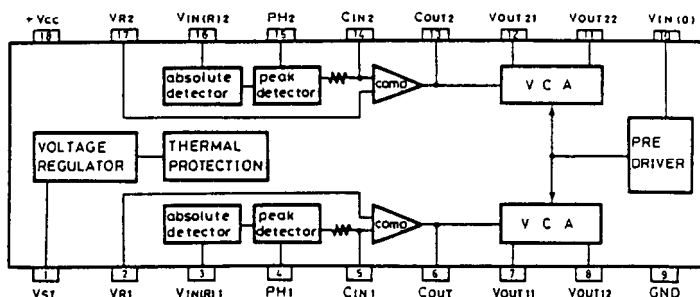 +VCC VR2 VIN(R)2 PH2 CIN2 COUT2 VOUT21 VOUT22 VIN(0)
18 17 16 15 14 13 12 11 10
absolute detector
peak detector
comp
V C A
VOLTAGE REGULATOR
THERMAL PROTECTION
PRE DRIVER
absolute detector
peak detector
comp
V C A
1 2 3 4 5 6 7 8 9
VST VR1 VIN(R)1 PH1 CIN1 COUT VOUT11 VOUT12 GND